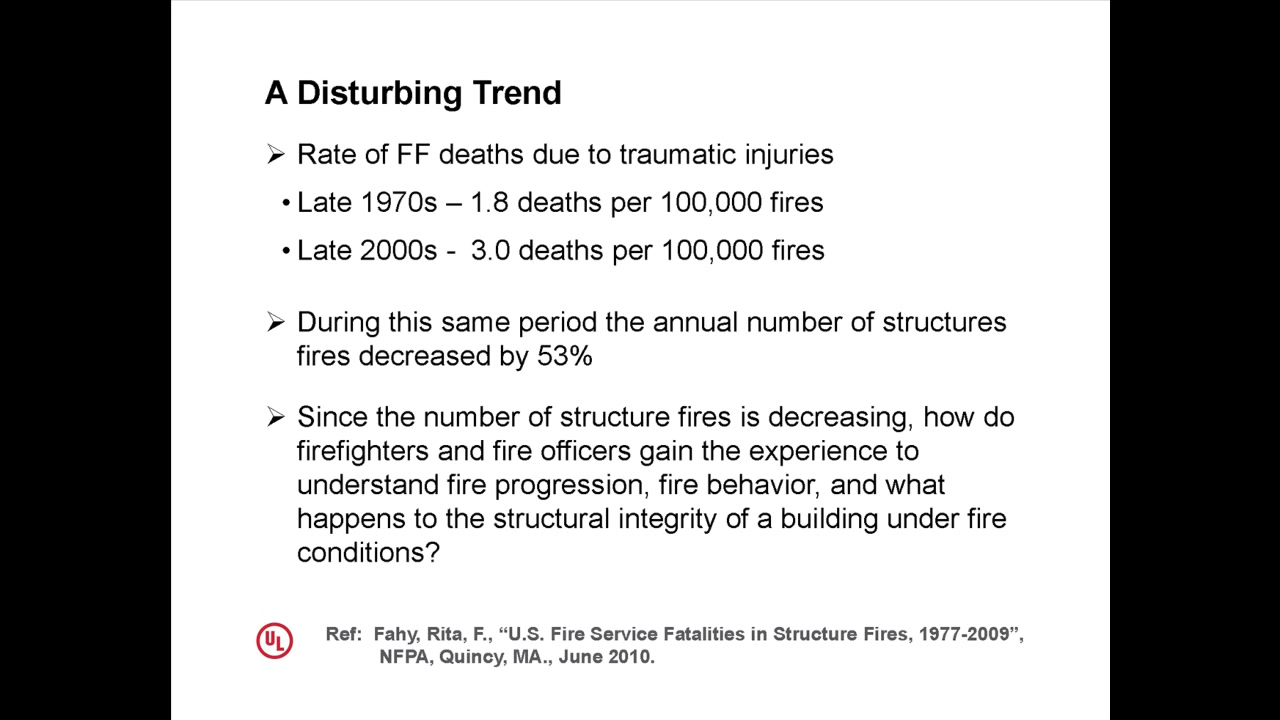 A Disturbing Trend
➢ Rate of FF deaths due to traumatic injuries
• Late 1970s – 1.8 deaths per 100,000 fires
• Late 2000s - 3.0 deaths per 100,000 fires
➢ During this same period the annual number of structures
fires decreased by 53%
➢ Since the number of structure fires is decreasing, how do
firefighters and fire officers gain the experience to
understand fire progression, fire behavior, and what
happens to the structural integrity of a building under fire
conditions?
UL
Ref: Fahy, Rita, F., “U.S. Fire Service Fatalities in Structure Fires, 1977-2009”,
NFPA, Quincy, MA., June 2010.